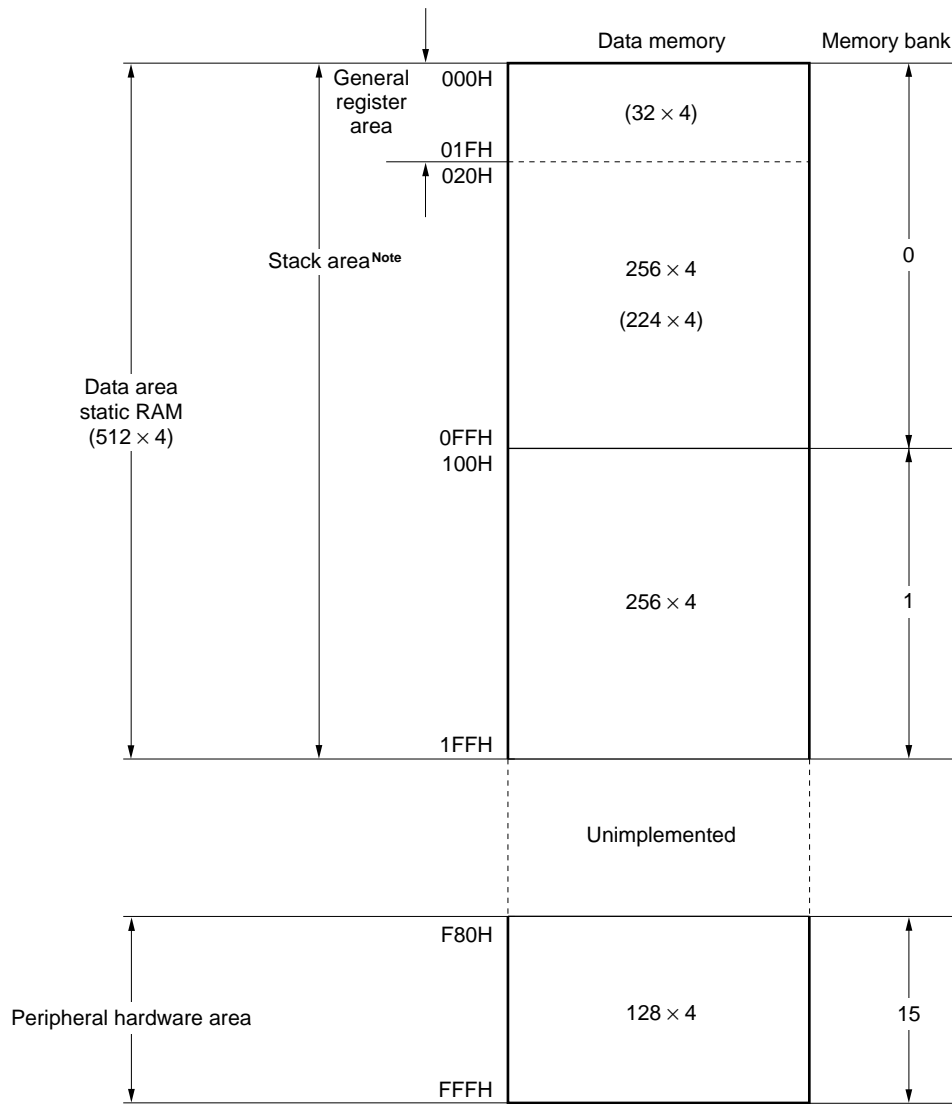 Data memory
Memory bank
General
register
area
000H
(32 × 4)
01FH
020H
Stack area Note
256 × 4
(224 × 4)
0
Data area
static RAM
(512 × 4)
0FFH
100H
256 × 4
1
1FFH
Unimplemented
F80H
Peripheral hardware area
128 × 4
15
FFFH